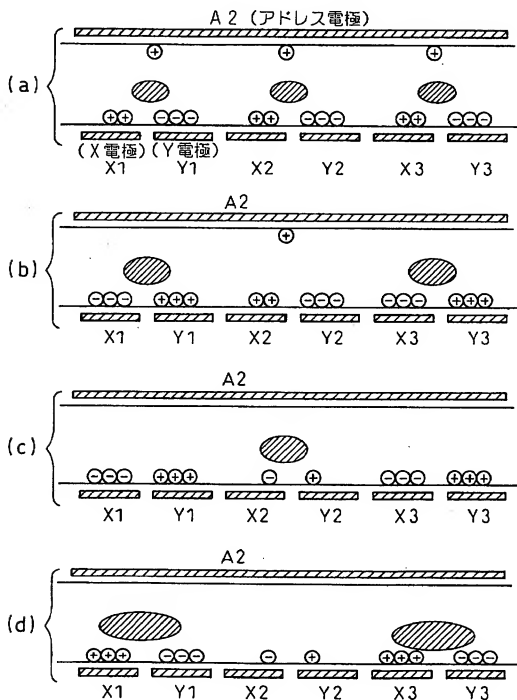 A2 (アドレス電極)
(a)
⊕ ⊕ ⊕
⊕⊕ ⊖⊖⊖ ⊕⊕ ⊖⊖⊖ ⊕⊕ ⊖⊖⊖
(X電極) (Y電極)
X1 Y1 X2 Y2 X3 Y3
A2
(b)
⊕
⊖⊖⊖ ⊕⊕⊕ ⊕⊕ ⊖⊖⊖ ⊖⊖⊖ ⊕⊕⊕
X1 Y1 X2 Y2 X3 Y3
A2
(c)
⊖⊖⊖ ⊕⊕⊕ ⊖ ⊕ ⊖⊖⊖ ⊕⊕⊕
X1 Y1 X2 Y2 X3 Y3
A2
(d)
⊕⊕⊕ ⊖⊖⊖ ⊖ ⊕ ⊕⊕⊕ ⊖⊖⊖
X1 Y1 X2 Y2 X3 Y3